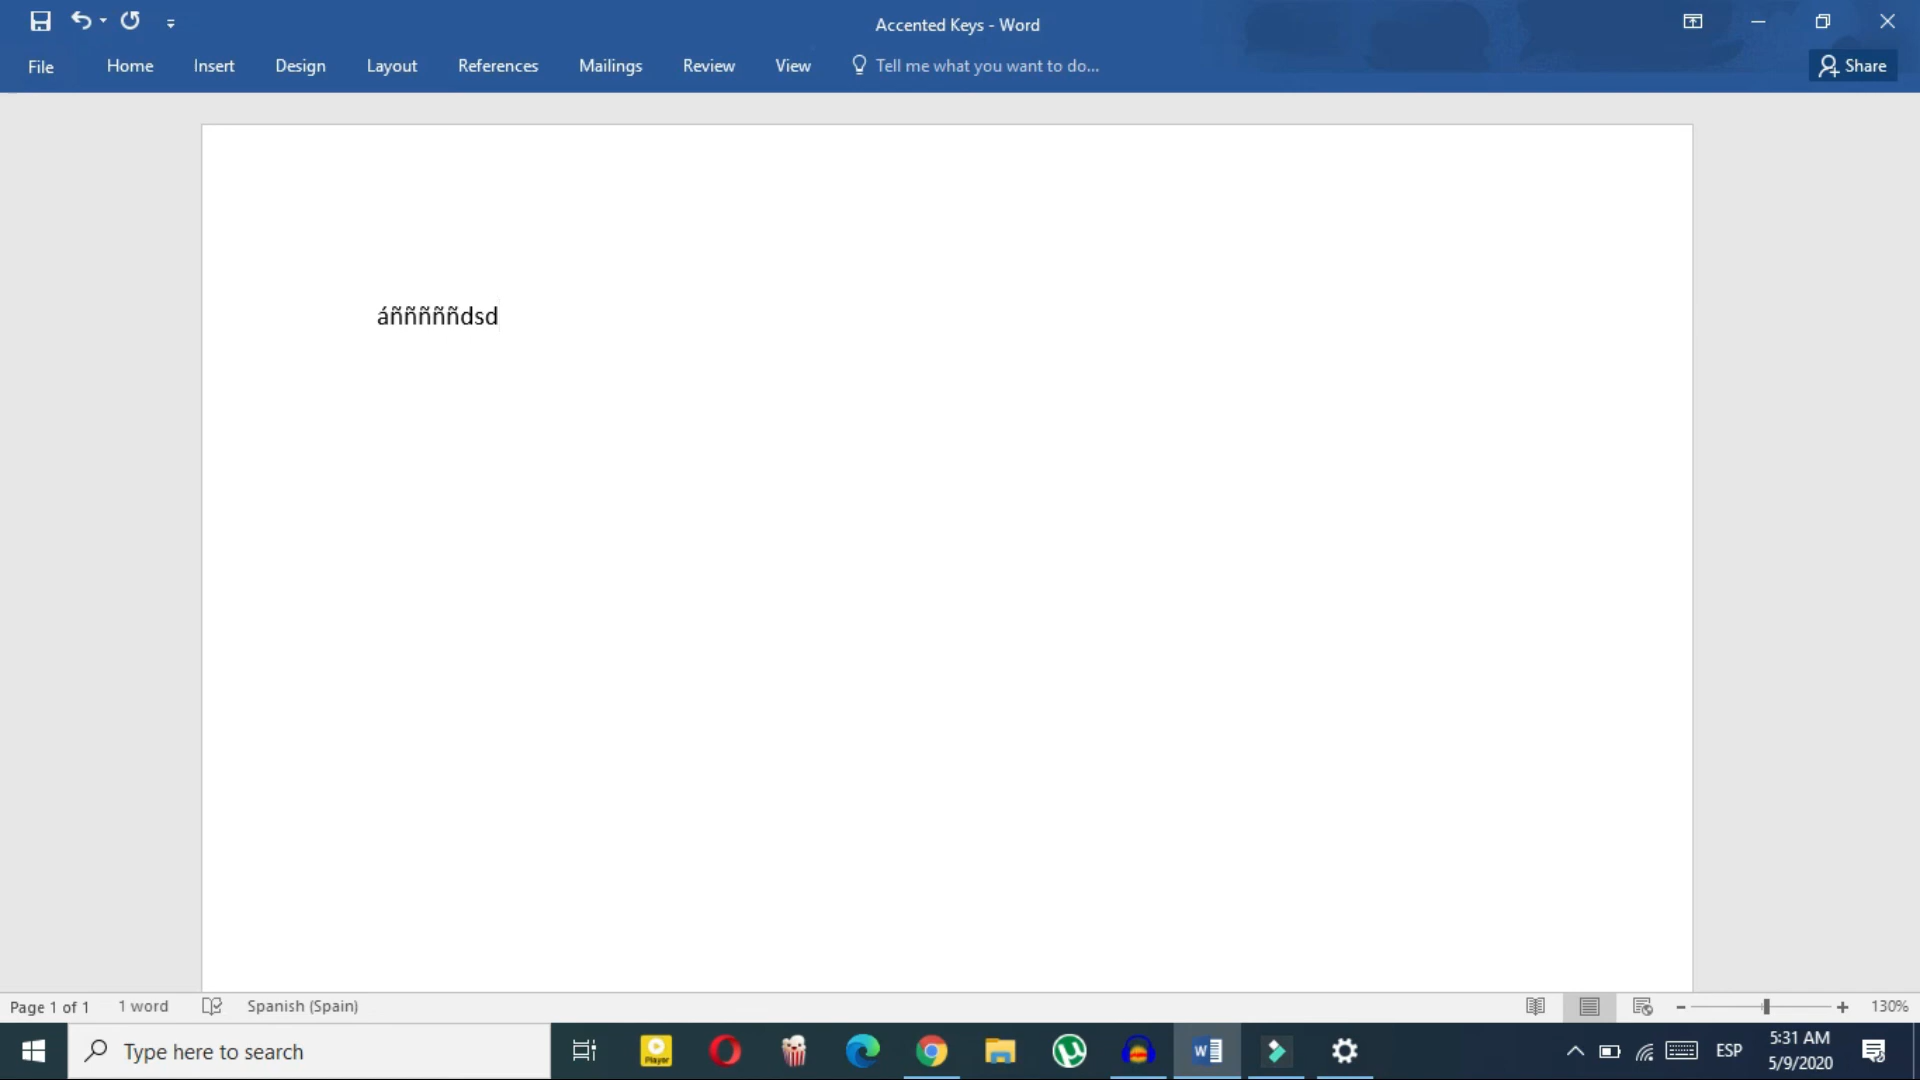 Accented Keys - Word
File Home Insert Design Layout References Mailings Review View Tell me what you want to do... Share
áñññññdsd
Page 1 of 1 1 word Spanish (Spain) 130%
Type here to search
Player
ESP
5:31 AM
5/9/2020